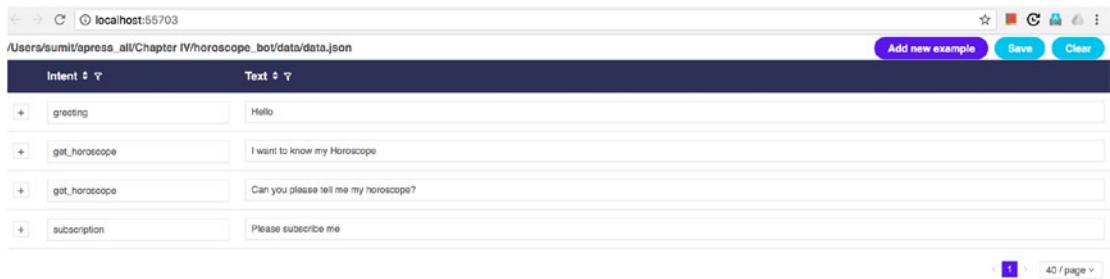 localhost:55703
/Users/sumit/apress_all/Chapter IV/horoscope_bot/data/data.json Add new example Save Clear
Intent Text
+ greeting Hello
+ get_horoscope I want to know my Horoscope
+ get_horoscope Can you please tell me my horoscope?
+ subscription Please subscribe me
< 1 > 40 / page